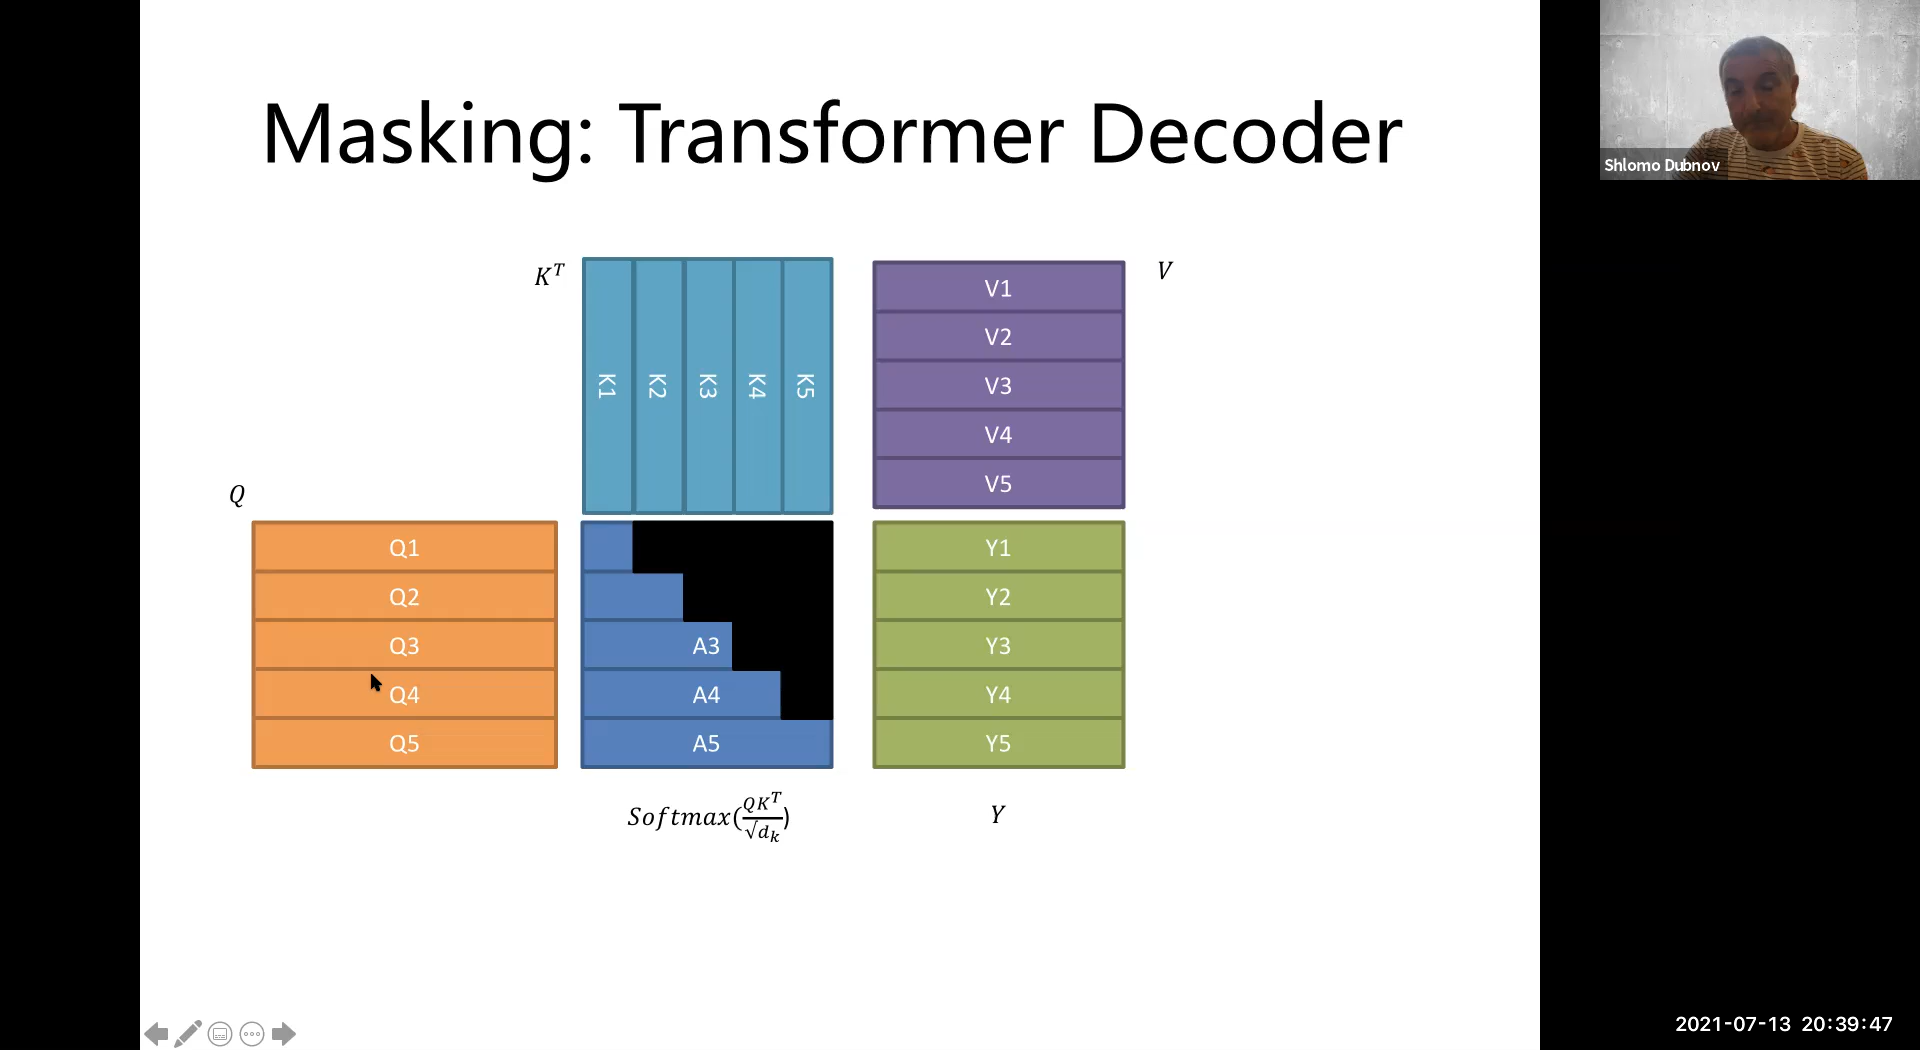 Masking: Transformer Decoder
Shlomo Dubnov
K^T
K1 K2 K3 K4 K5
V
V1
V2
V3
V4
V5
Q
Q1
Q2
Q3
Q4
Q5
A3
A4
A5
Y1
Y2
Y3
Y4
Y5
Softmax(QK^T/√d_k)
Y
2021-07-13 20:39:47